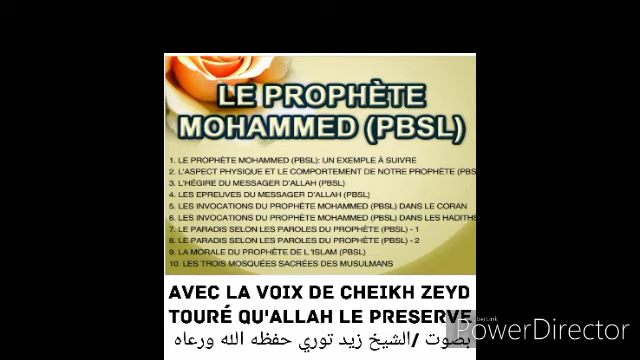 LE PROPHÈTE
MOHAMMED (PBSL)
1. LE PROPHÈTE MOHAMMED (PBSL): UN EXEMPLE À SUIVRE
2. L'ASPECT PHYSIQUE ET LE COMPORTEMENT DE NOTRE PROPHÈTE (PBS
3. L'HÉGIRE DU MESSAGER D'ALLAH (PBSL)
4. LES EPREUVES DU MESSAGER D'ALLAH (PBSL)
5. LES INVOCATIONS DU PROPHÈTE MOHAMMED (PBSL) DANS LE CORAN
6. LES INVOCATIONS DU PROPHÈTE MOHAMMED (PBSL) DANS LES HADITHS
7. LE PARADIS SELON LES PAROLES DU PROPHÈTE (PBSL) - 1
8. LE PARADIS SELON LES PAROLES DU PROPHÈTE (PBSL) - 2
9. LA MORALE DU PROPHÈTE DE L'ISLAM (PBSL)
10. LES TROIS MOSQUÉES SACRÉES DES MUSULMANS
AVEC LA VOIX DE CHEIKH ZEYD
TOURÉ QU'ALLAH LE PRESERVE
بصوت /الشيخ زيد توري حفظه الله ورعاه
CyberLink
PowerDirector